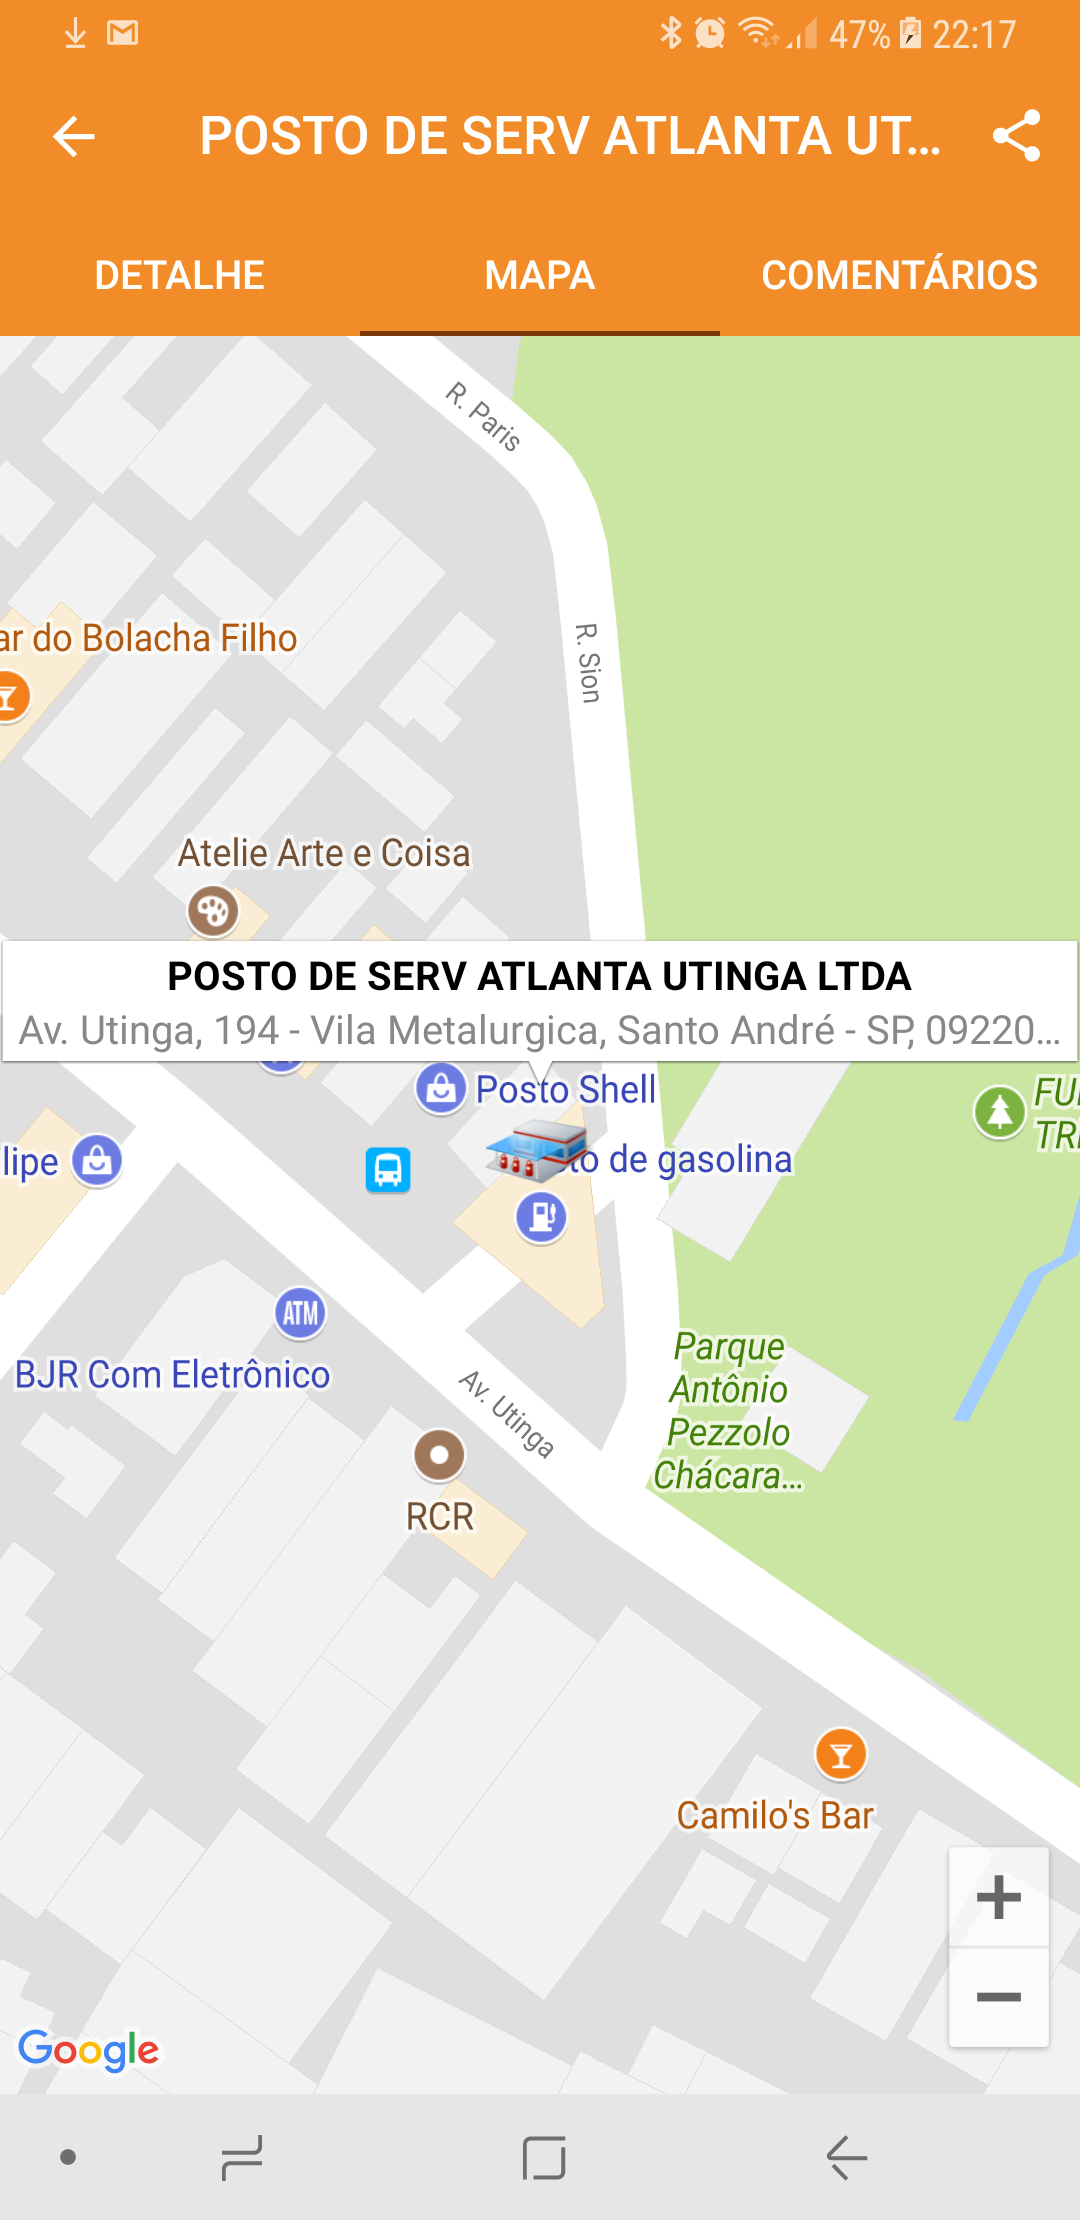 47% 22:17
POSTO DE SERV ATLANTA UT...
DETALHE MAPA COMENTÁRIOS
R. Paris
R. Sion
ar do Bolacha Filho
Atelie Arte e Coisa
POSTO DE SERV ATLANTA UTINGA LTDA
Av. Utinga, 194 - Vila Metalurgica, Santo André - SP, 09220...
Posto Shell
FU
TRI
lipe
to de gasolina
ATM
BJR Com Eletrônico
Av. Utinga
Parque
Antônio
Pezzolo
Chácara...
RCR
Camilo's Bar
Google